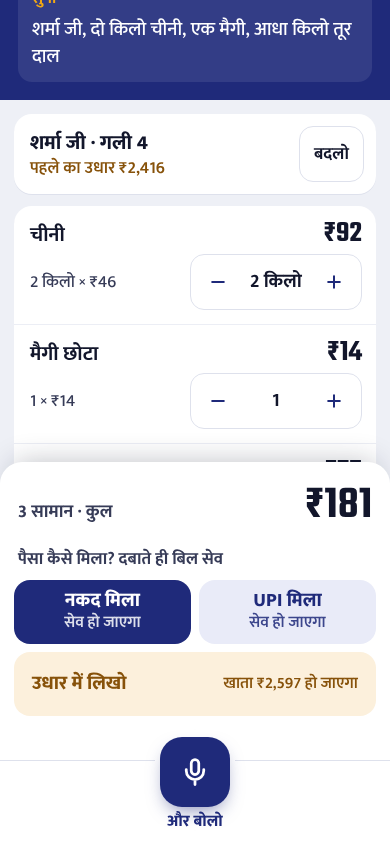 शर्मा जी, दो किलो चीनी, एक मैगी, आधा किलो तूर
दाल
शर्मा जी · गली 4
पहले का उधार ₹2,416
बदलो
चीनी
₹92
2 किलो × ₹46
− 2 किलो +
मैगी छोटा
₹14
1 × ₹14
− 1 +
3 सामान · कुल
₹181
पैसा कैसे मिला? दबाते ही बिल सेव
नकद मिला
सेव हो जाएगा
UPI मिला
सेव हो जाएगा
उधार में लिखो
खाता ₹2,597 हो जाएगा
और बोलो